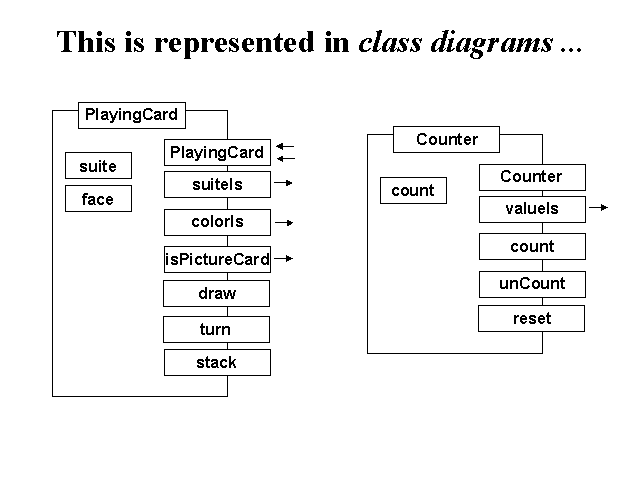 This is represented in class diagrams ...
PlayingCard
suite
face
PlayingCard
suiteIs
colorIs
isPictureCard
draw
turn
stack
Counter
count
Counter
valueIs
count
unCount
reset